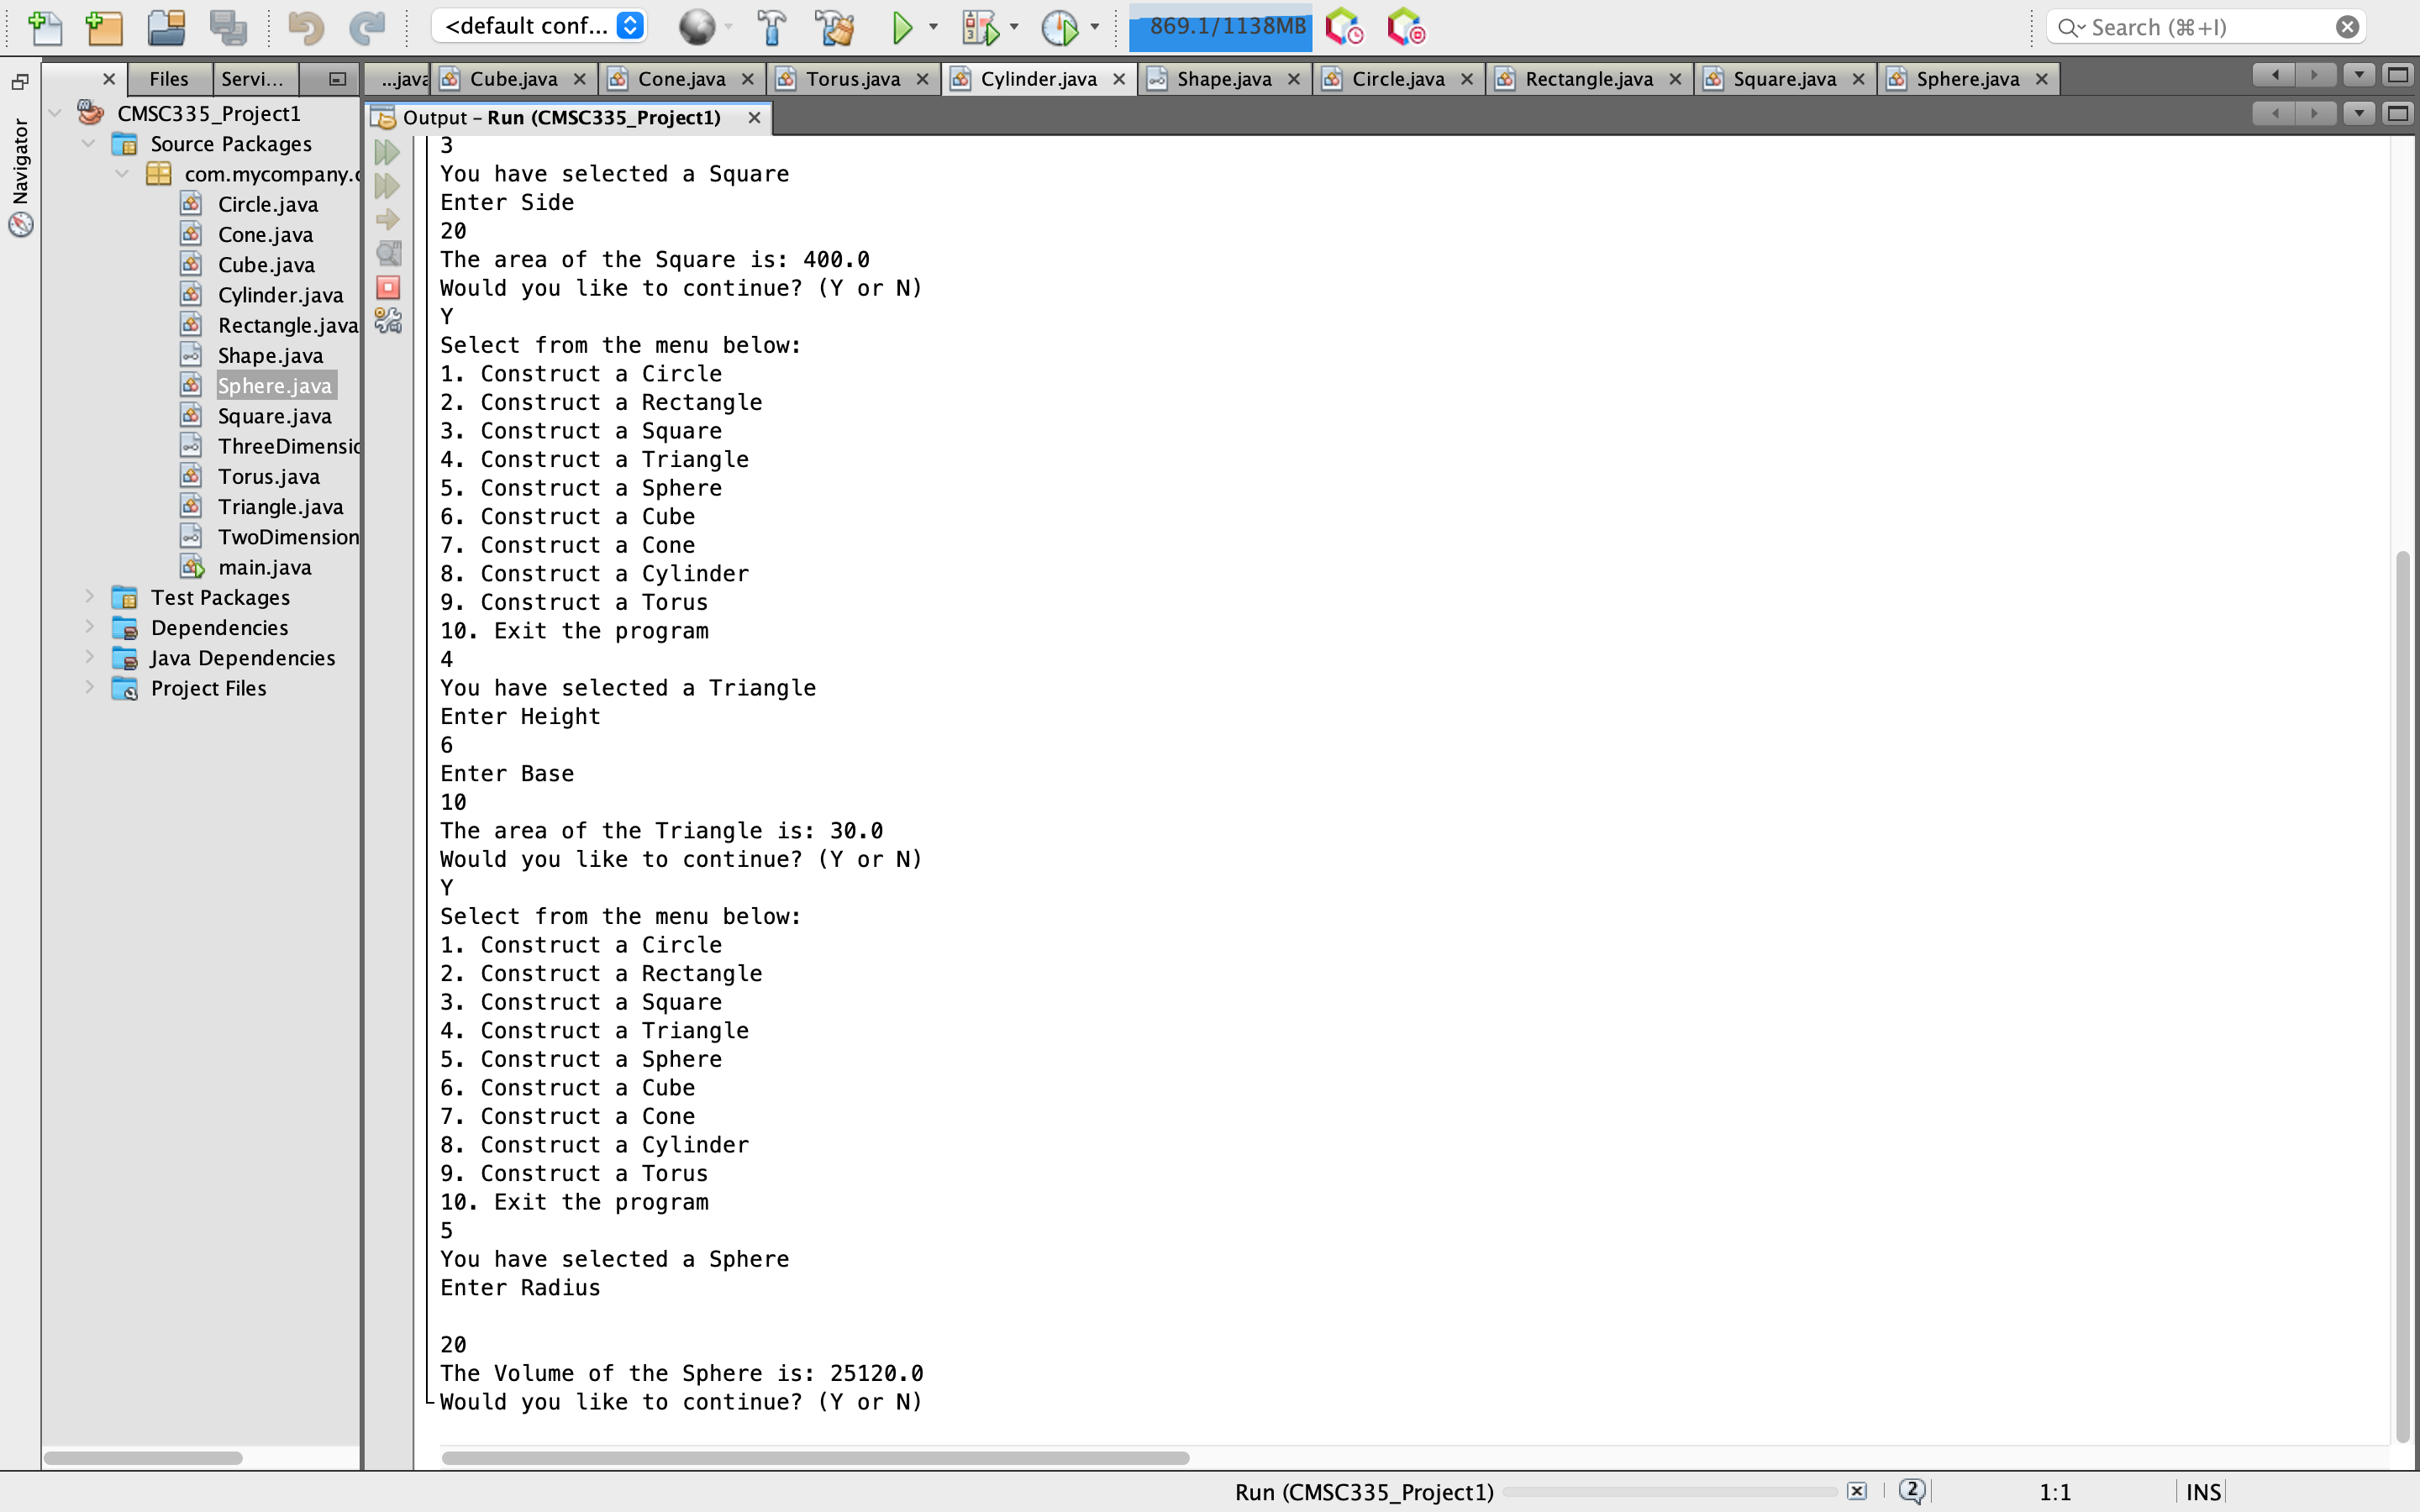 <default conf...
869.1/1138MB
Search (⌘+I)
Files
Servi...
...java
Cube.java
Cone.java
Torus.java
Cylinder.java
Shape.java
Circle.java
Rectangle.java
Square.java
Sphere.java
Navigator
CMSC335_Project1
Source Packages
com.mycompany.c
Circle.java
Cone.java
Cube.java
Cylinder.java
Rectangle.java
Shape.java
Sphere.java
Square.java
ThreeDimensic
Torus.java
Triangle.java
TwoDimension
main.java
Test Packages
Dependencies
Java Dependencies
Project Files
Output – Run (CMSC335_Project1)
3
You have selected a Square
Enter Side
20
The area of the Square is: 400.0
Would you like to continue? (Y or N)
Y
Select from the menu below:
1. Construct a Circle
2. Construct a Rectangle
3. Construct a Square
4. Construct a Triangle
5. Construct a Sphere
6. Construct a Cube
7. Construct a Cone
8. Construct a Cylinder
9. Construct a Torus
10. Exit the program
4
You have selected a Triangle
Enter Height
6
Enter Base
10
The area of the Triangle is: 30.0
Would you like to continue? (Y or N)
Y
Select from the menu below:
1. Construct a Circle
2. Construct a Rectangle
3. Construct a Square
4. Construct a Triangle
5. Construct a Sphere
6. Construct a Cube
7. Construct a Cone
8. Construct a Cylinder
9. Construct a Torus
10. Exit the program
5
You have selected a Sphere
Enter Radius
20
The Volume of the Sphere is: 25120.0
Would you like to continue? (Y or N)
Run (CMSC335_Project1)
2
1:1
INS